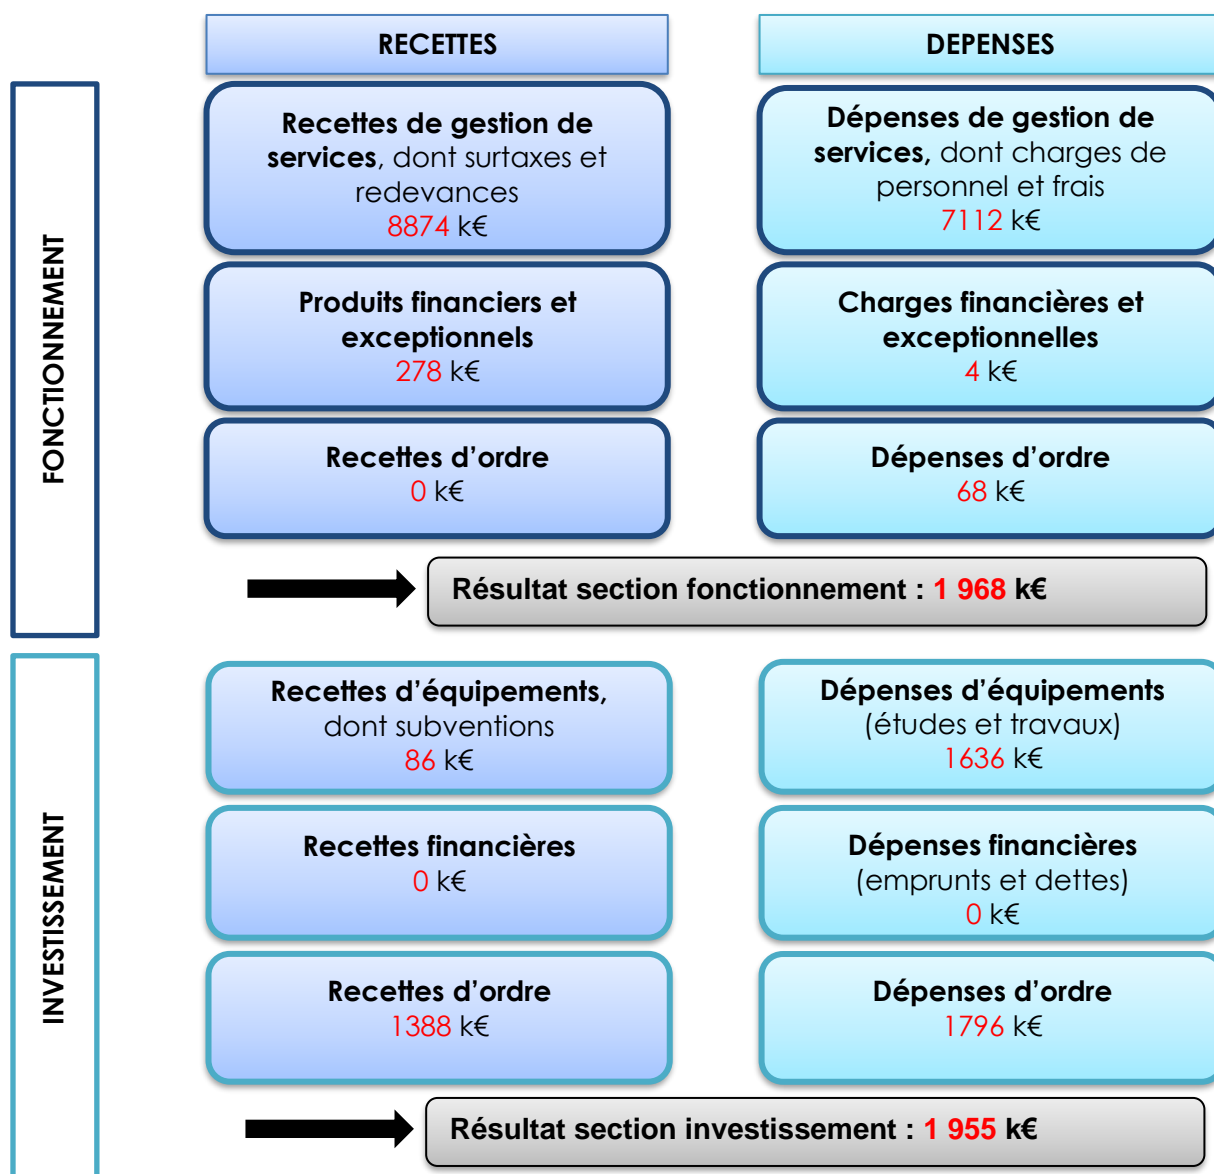 RECETTES
DEPENSES
FONCTIONNEMENT
Recettes de gestion de
services, dont surtaxes et
redevances
8874 k€
Dépenses de gestion de
services, dont charges de
personnel et frais
7112 k€
Produits financiers et
exceptionnels
278 k€
Charges financières et
exceptionnelles
4 k€
Recettes d’ordre
0 k€
Dépenses d’ordre
68 k€
Résultat section fonctionnement : 1 968 k€
INVESTISSEMENT
Recettes d’équipements,
dont subventions
86 k€
Dépenses d’équipements
(études et travaux)
1636 k€
Recettes financières
0 k€
Dépenses financières
(emprunts et dettes)
0 k€
Recettes d’ordre
1388 k€
Dépenses d’ordre
1796 k€
Résultat section investissement : 1 955 k€